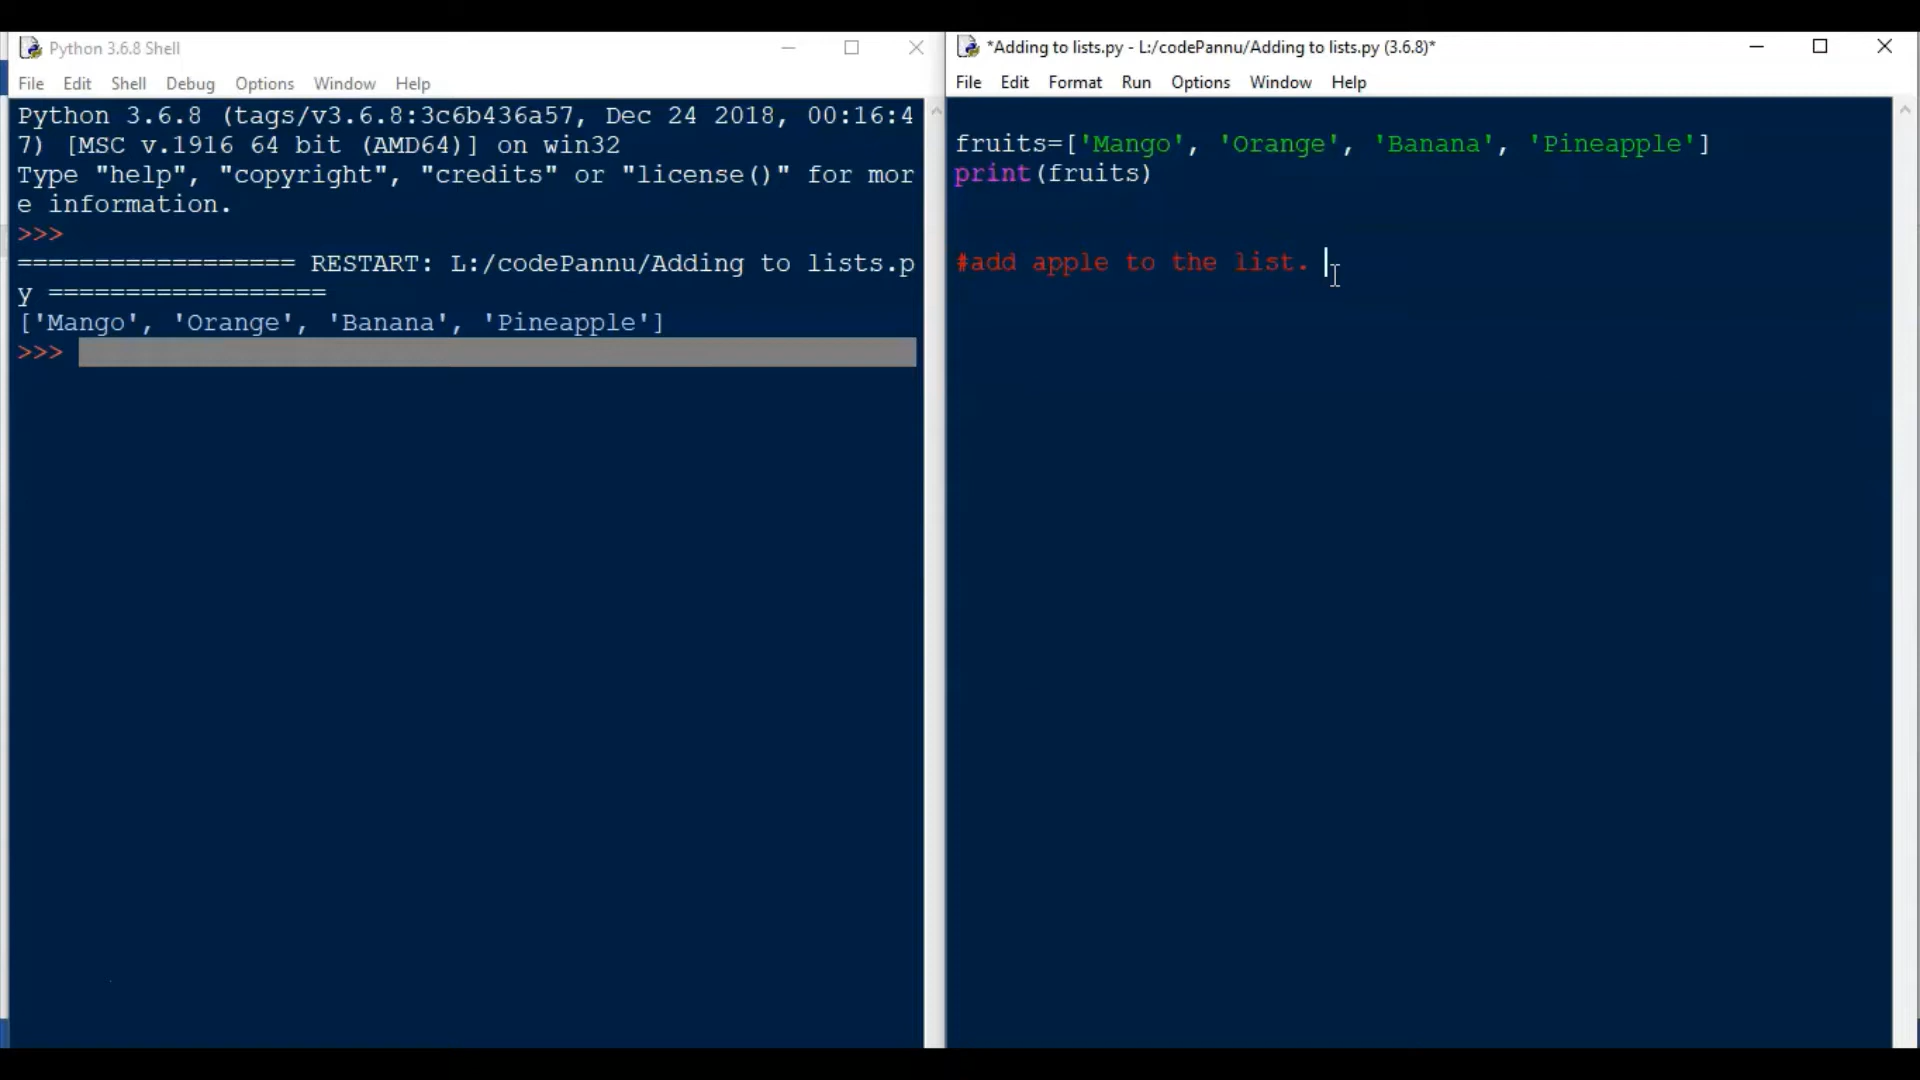 Python 3.6.8 Shell
File Edit Shell Debug Options Window Help
Python 3.6.8 (tags/v3.6.8:3c6b436a57, Dec 24 2018, 00:16:4
7) [MSC v.1916 64 bit (AMD64)] on win32
Type "help", "copyright", "credits" or "license()" for mor
e information.
>>>
================== RESTART: L:/codePannu/Adding to lists.p
y ==================
['Mango', 'Orange', 'Banana', 'Pineapple']
>>>
*Adding to lists.py - L:/codePannu/Adding to lists.py (3.6.8)*
File Edit Format Run Options Window Help
fruits=['Mango', 'Orange', 'Banana', 'Pineapple']
print(fruits)
#add apple to the list.